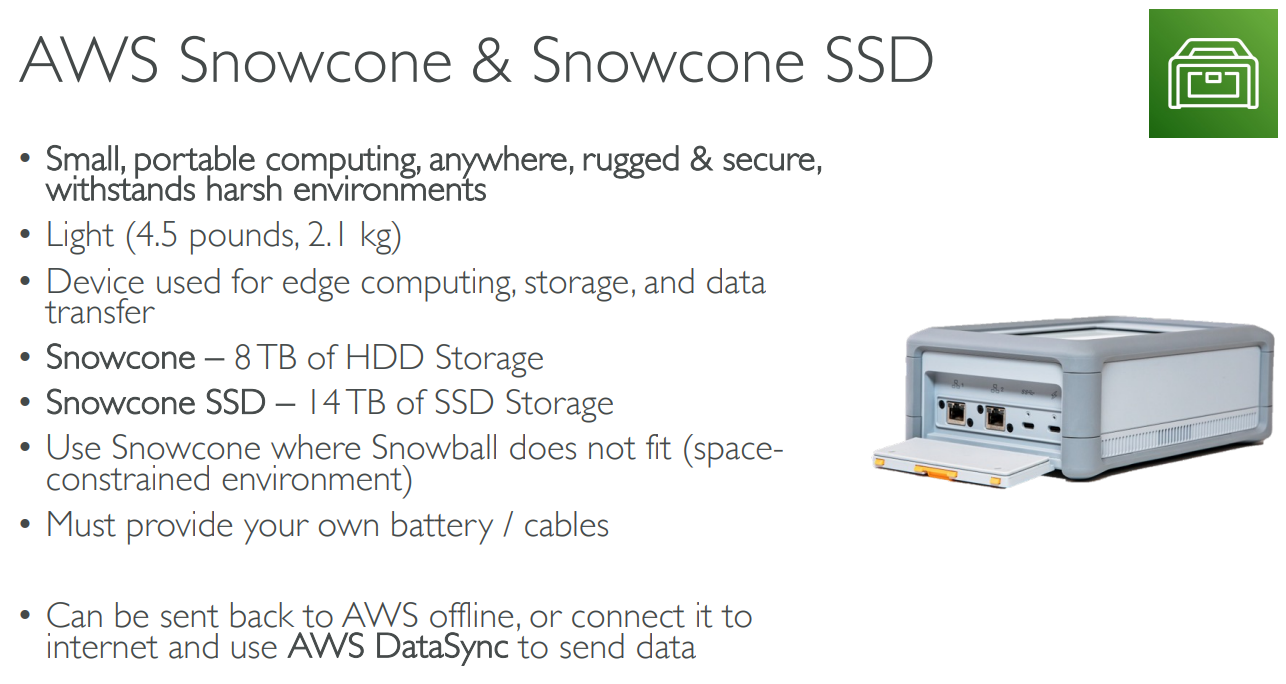 AWS Snowcone & Snowcone SSD
• Small, portable computing, anywhere, rugged & secure,
withstands harsh environments
• Light (4.5 pounds, 2.1 kg)
• Device used for edge computing, storage, and data
transfer
• Snowcone – 8 TB of HDD Storage
• Snowcone SSD – 14 TB of SSD Storage
• Use Snowcone where Snowball does not fit (space-
constrained environment)
• Must provide your own battery / cables
• Can be sent back to AWS offline, or connect it to
internet and use AWS DataSync to send data